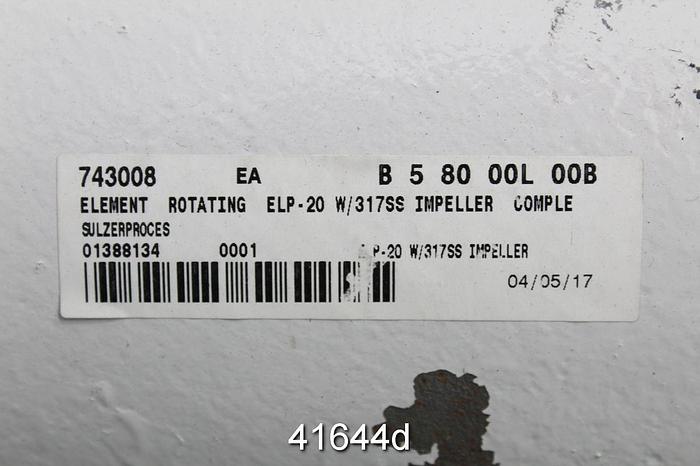 743008 EA B 5 80 00L 00B
ELEMENT ROTATING ELP-20 W/317SS IMPELLER COMPLE
SULZERPROCES
01388134 0001 P-20 W/317SS IMPELLER
04/05/17
41644d